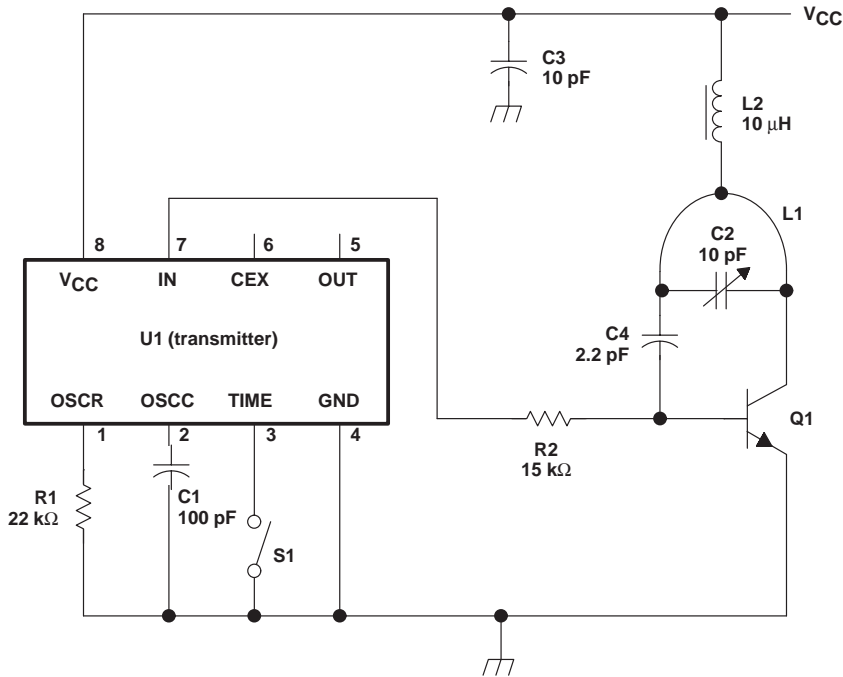 VCC
C3
10 pF
L2
10 μH
L1
C2
10 pF
8
7
6
5
VCC
IN
CEX
OUT
U1 (transmitter)
C4
2.2 pF
OSCR
OSCC
TIME
GND
1
2
3
4
Q1
R2
15 kΩ
R1
22 kΩ
C1
100 pF
S1